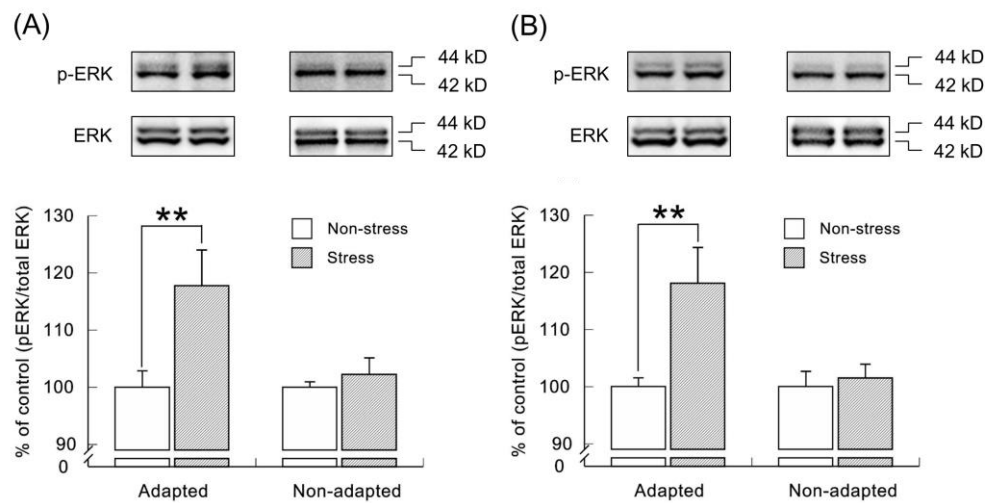 (A)
p-ERK
44 kD
42 kD
ERK
44 kD
42 kD
% of control (pERK/total ERK)
130
120
110
100
90
0
**
Non-stress
Stress
Adapted
Non-adapted
(B)
p-ERK
44 kD
42 kD
ERK
44 kD
42 kD
% of control (pERK/total ERK)
130
120
110
100
90
0
**
Non-stress
Stress
Adapted
Non-adapted